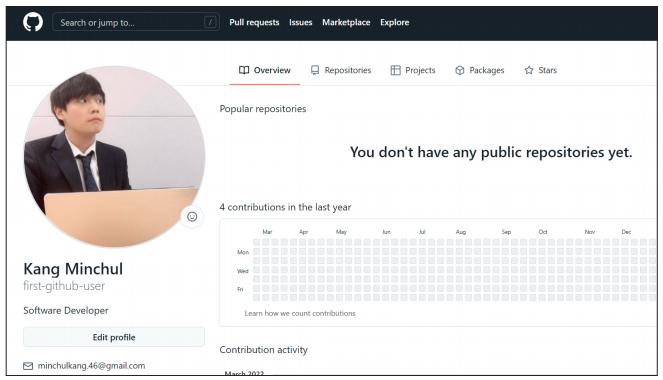 Search or jump to... / Pull requests Issues Marketplace Explore
Overview Repositories Projects Packages Stars
Popular repositories
You don't have any public repositories yet.
4 contributions in the last year
Mar Apr May Jun Jul Aug Sep Oct Nov Dec
Mon
Wed
Fri
Learn how we count contributions
Kang Minchul
first-github-user
Software Developer
Edit profile
minchulkang.46@gmail.com
Contribution activity
March 2022